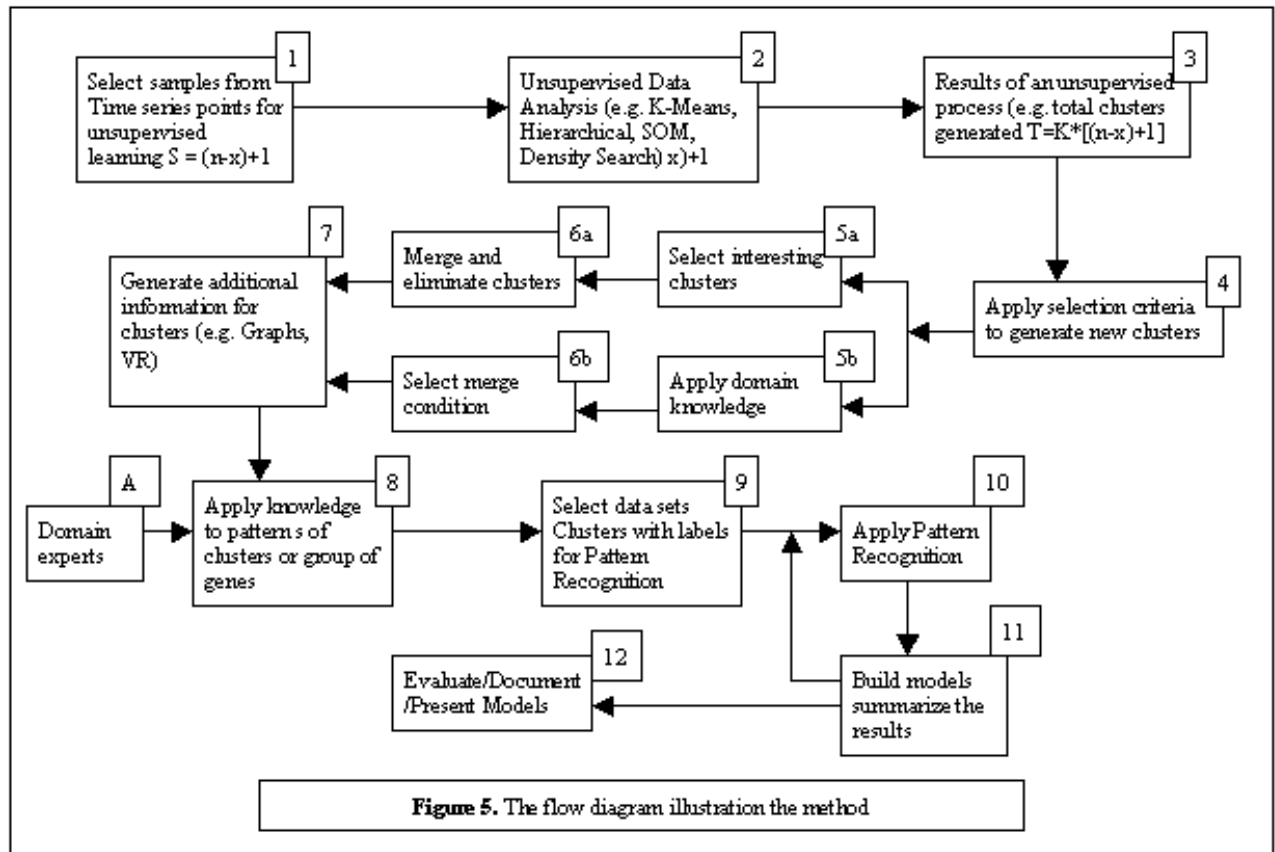 1
Select samples from
Time series points for
unsupervised
learning S = (n-x)+1
2
Unsupervised Data
Analysis (e.g. K-Means,
Hierarchical, SOM,
Density Search) x)+1
3
Results of an unsupervised
process (e.g. total clusters
generated T=K*[(n-x)+1]
4
Apply selection criteria
to generate new clusters
5a
Select interesting
clusters
5b
Apply domain
knowledge
6a
Merge and
eliminate clusters
6b
Select merge
condition
7
Generate additional
information for
clusters (e.g. Graphs,
VR)
A
Domain
experts
8
Apply knowledge
to pattern s of
clusters or group of
genes
9
Select data sets
Clusters with labels
for Pattern
Recognition
10
Apply Pattern
Recognition
11
Build models
summarize the
results
12
Evaluate/Document
/Present Models
Figure 5. The flow diagram illustration the method